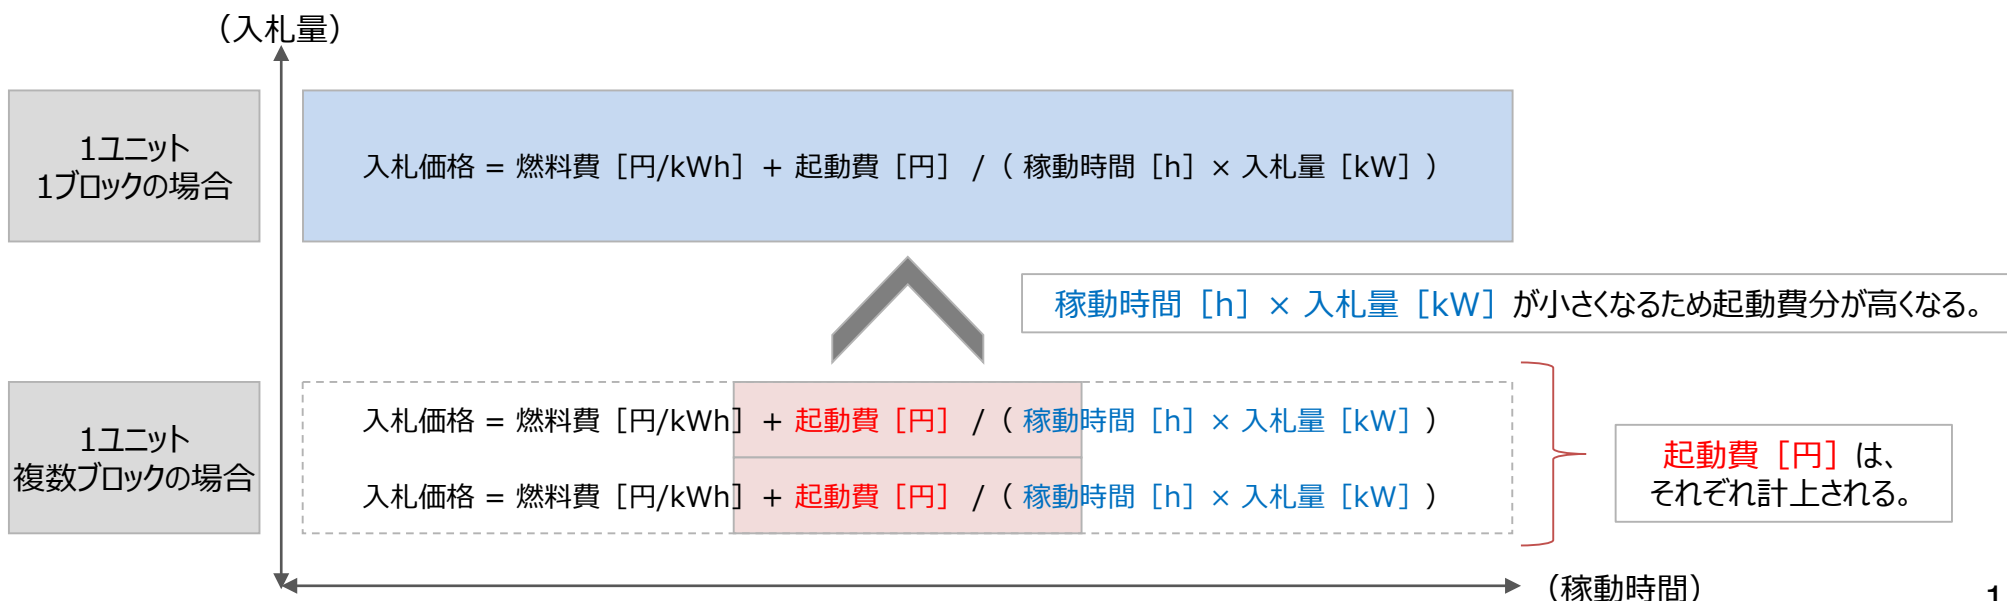 （入札量）
1ユニット
1ブロックの場合
入札価格 = 燃料費［円/kWh］+ 起動費［円］ /（ 稼動時間［h］× 入札量［kW］）
稼動時間［h］× 入札量［kW］が小さくなるため起動費分が高くなる。
1ユニット
複数ブロックの場合
入札価格 = 燃料費［円/kWh］+ 起動費［円］ /（ 稼動時間［h］× 入札量［kW］）
入札価格 = 燃料費［円/kWh］+ 起動費［円］ /（ 稼動時間［h］× 入札量［kW］）
起動費［円］は、
それぞれ計上される。
（稼動時間）
1